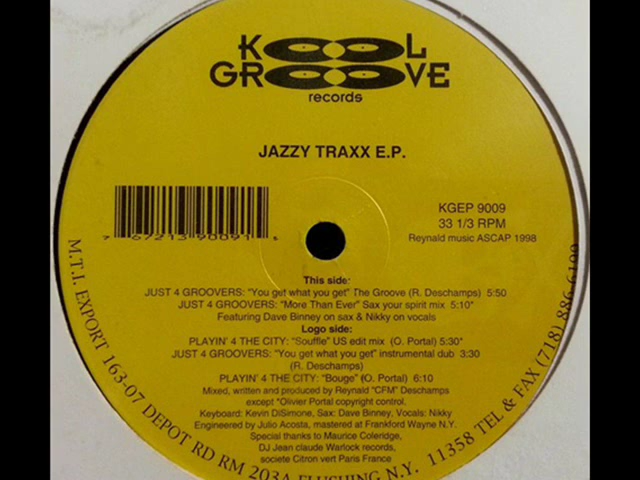 KOOL
GROOVE
records
JAZZY TRAXX E.P.
7 67213 90091 5
KGEP 9009
33 1/3 RPM
Reynald music ASCAP 1998
This side:
JUST 4 GROOVERS: "You get what you get" The Groove (R. Deschamps) 5:50
JUST 4 GROOVERS: "More Than Ever" Sax your spirit mix 5:10"
Featuring Dave Binney on sax & Nikky on vocals
Logo side:
PLAYIN' 4 THE CITY: "Souffle" US edit mix (O. Portal) 5:30"
JUST 4 GROOVERS: "You get what you get" instrumental dub 3:30
(R. Deschamps)
PLAYIN' 4 THE CITY: "Bouge" (O. Portal) 6:10
Mixed, written and produced by Reynald "CFM" Deschamps
except "Olivier Portal copyright control.
Keyboard: Kevin DiSimone, Sax: Dave Binney, Vocals: Nikky
Engineered by Julio Acosta, mastered at Frankford Wayne N.Y.
Special thanks to Maurice Coleridge,
DJ Jean claude Warlock records,
societe Citron vert Paris France
M.T.I. EXPORT 163-07 DEPOT RD RM 203A FLUSHING N.Y. 11358 TEL & FAX (718) 886-6199